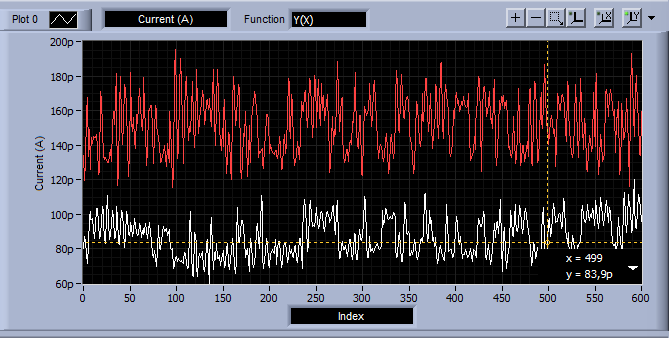 Plot 0 Current (A) Function Y(X)
200p
180p
160p
140p
120p
100p
80p
60p
Current (A)
x = 499
y = 83,9p
0 50 100 150 200 250 300 350 400 450 500 550 600
Index